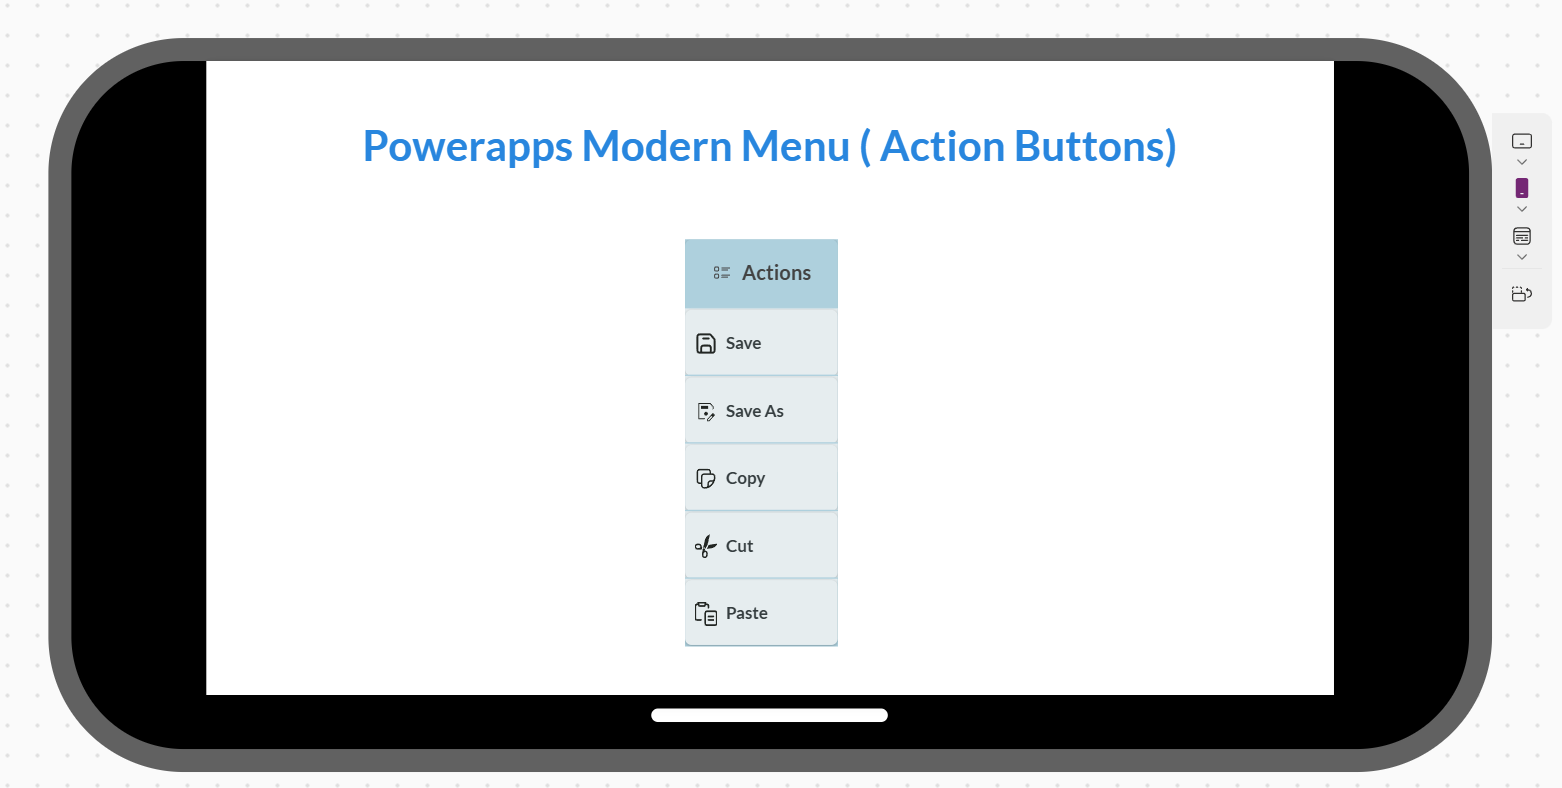 Powerapps Modern Menu ( Action Buttons)
Actions
Save
Save As
Copy
Cut
Paste